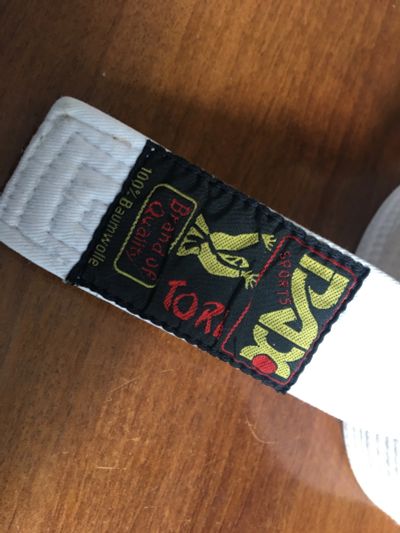 DAX
SPORTS
TORI
Brand of
Quality
100% Baumwolle